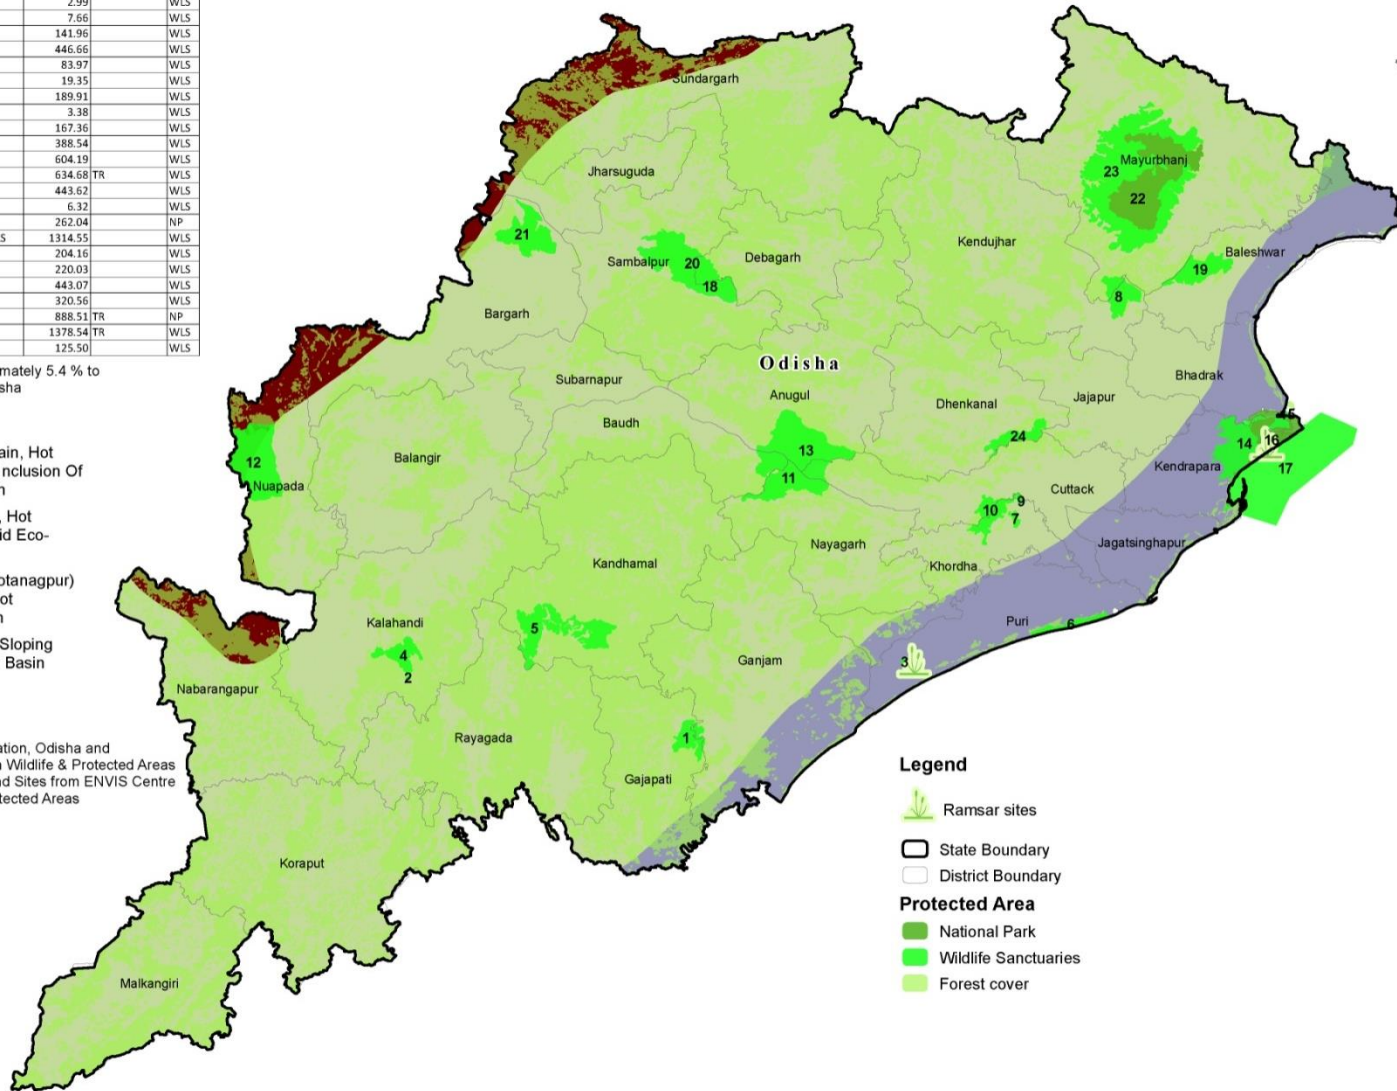 2.99 WLS
7.66 WLS
141.96 WLS
446.66 WLS
83.97 WLS
19.35 WLS
189.91 WLS
3.38 WLS
167.36 WLS
388.54 WLS
604.19 WLS
634.68 TR WLS
443.62 WLS
6.32 WLS
262.04 NP
S 1314.55 WLS
204.16 WLS
220.03 WLS
443.07 WLS
320.56 WLS
888.51 TR NP
1378.54 TR WLS
125.50 WLS
mately 5.4 % to
sha
ain, Hot
nclusion Of
n
, Hot
id Eco-
otanagpur)
ot
n
Sloping
Basin
ation, Odisha and
n Wildlife & Protected Areas
nd Sites from ENVIS Centre
tected Areas
Sundargarh
Jharsuguda
Mayurbhanj
23
22
21
Sambalpur
20
18
Debagarh
Kendujhar
Baleshwar
19
8
Bargarh
Odisha
Subarnapur
Anugul
Bhadrak
Baudh
Dhenkanal
Jajapur
24
12
Nuapada
Balangir
13
11
14
16
17
Kendrapara
Cuttack
10
9
7
Nayagarh
Jagatsinghapur
Kandhamal
Khordha
Kalahandi
5
4
2
Puri
6
3
Nabarangapur
Ganjam
Rayagada
1
Gajapati
Koraput
Malkangiri
Legend
Ramsar sites
State Boundary
District Boundary
Protected Area
National Park
Wildlife Sanctuaries
Forest cover